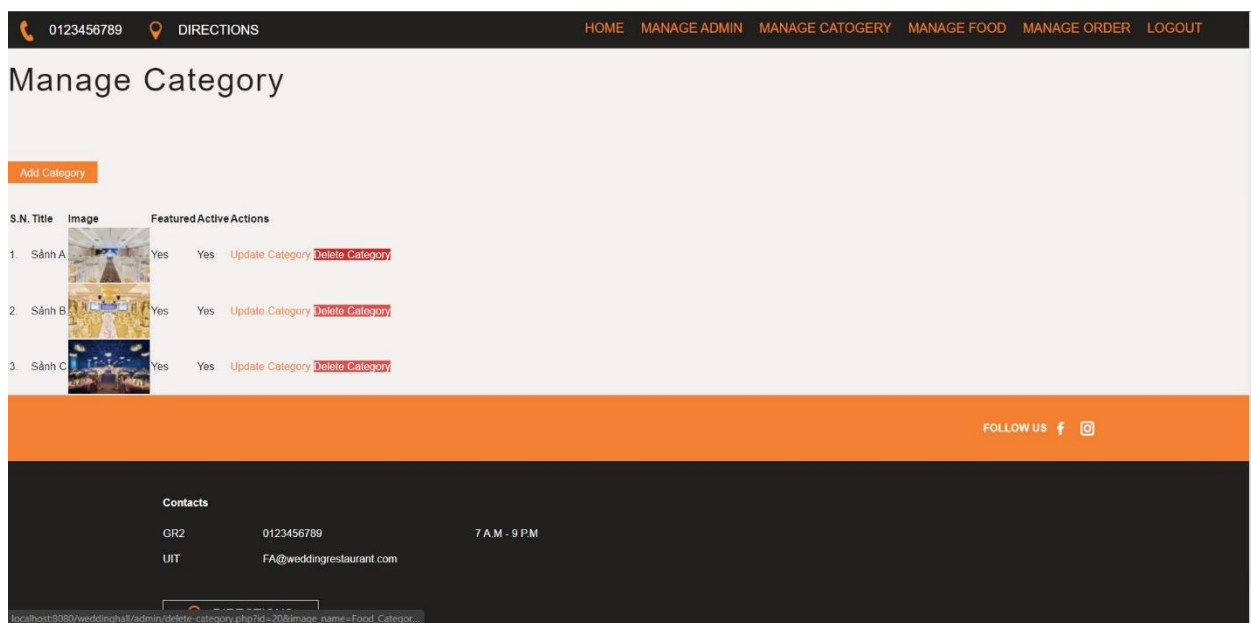 0123456789 DIRECTIONS HOME MANAGE ADMIN MANAGE CATOGERY MANAGE FOOD MANAGE ORDER LOGOUT
Manage Category
Add Category
S.N. Title Image Featured Active Actions
1. Sảnh A Yes Yes Update Category Delete Category
2. Sảnh B Yes Yes Update Category Delete Category
3. Sảnh C Yes Yes Update Category Delete Category
FOLLOW US
Contacts
GR2 0123456789 7 A.M - 9 P.M
UIT FA@weddingrestaurant.com
DIRECTIONS
localhost:8080/weddinghall/admin/delete-category.php?id=20&image_name=Food_Categor...